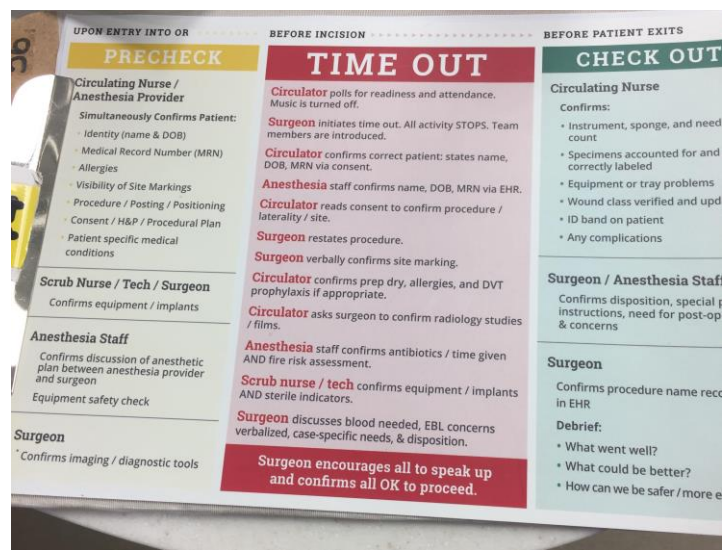 UPON ENTRY INTO OR
PRECHECK
Circulating Nurse /
Anesthesia Provider
Simultaneously Confirms Patient:
• Identity (name & DOB)
• Medical Record Number (MRN)
• Allergies
• Visibility of Site Markings
• Procedure / Posting / Positioning
• Consent / H&P / Procedural Plan
• Patient specific medical
conditions
Scrub Nurse / Tech / Surgeon
Confirms equipment / implants
Anesthesia Staff
Confirms discussion of anesthetic
plan between anesthesia provider
and surgeon
Equipment safety check
Surgeon
• Confirms imaging / diagnostic tools
BEFORE INCISION
TIME OUT
Circulator polls for readiness and attendance.
Music is turned off.
Surgeon initiates time out. All activity STOPS. Team
members are introduced.
Circulator confirms correct patient: states name,
DOB, MRN via consent.
Anesthesia staff confirms name, DOB, MRN via EHR.
Circulator reads consent to confirm procedure /
laterality / site.
Surgeon restates procedure.
Surgeon verbally confirms site marking.
Circulator confirms prep dry, allergies, and DVT
prophylaxis if appropriate.
Circulator asks surgeon to confirm radiology studies
/ films.
Anesthesia staff confirms antibiotics / time given
AND fire risk assessment.
Scrub nurse / tech confirms equipment / implants
AND sterile indicators.
Surgeon discusses blood needed, EBL concerns
verbalized, case-specific needs, & disposition.
Surgeon encourages all to speak up
and confirms all OK to proceed.
BEFORE PATIENT EXITS
CHECK OUT
Circulating Nurse
Confirms:
• Instrument, sponge, and need
count
• Specimens accounted for and
correctly labeled
• Equipment or tray problems
• Wound class verified and upd
• ID band on patient
• Any complications
Surgeon / Anesthesia Staff
Confirms disposition, special p
instructions, need for post-op
& concerns
Surgeon
Confirms procedure name reco
in EHR
Debrief:
• What went well?
• What could be better?
• How can we be safer / more e